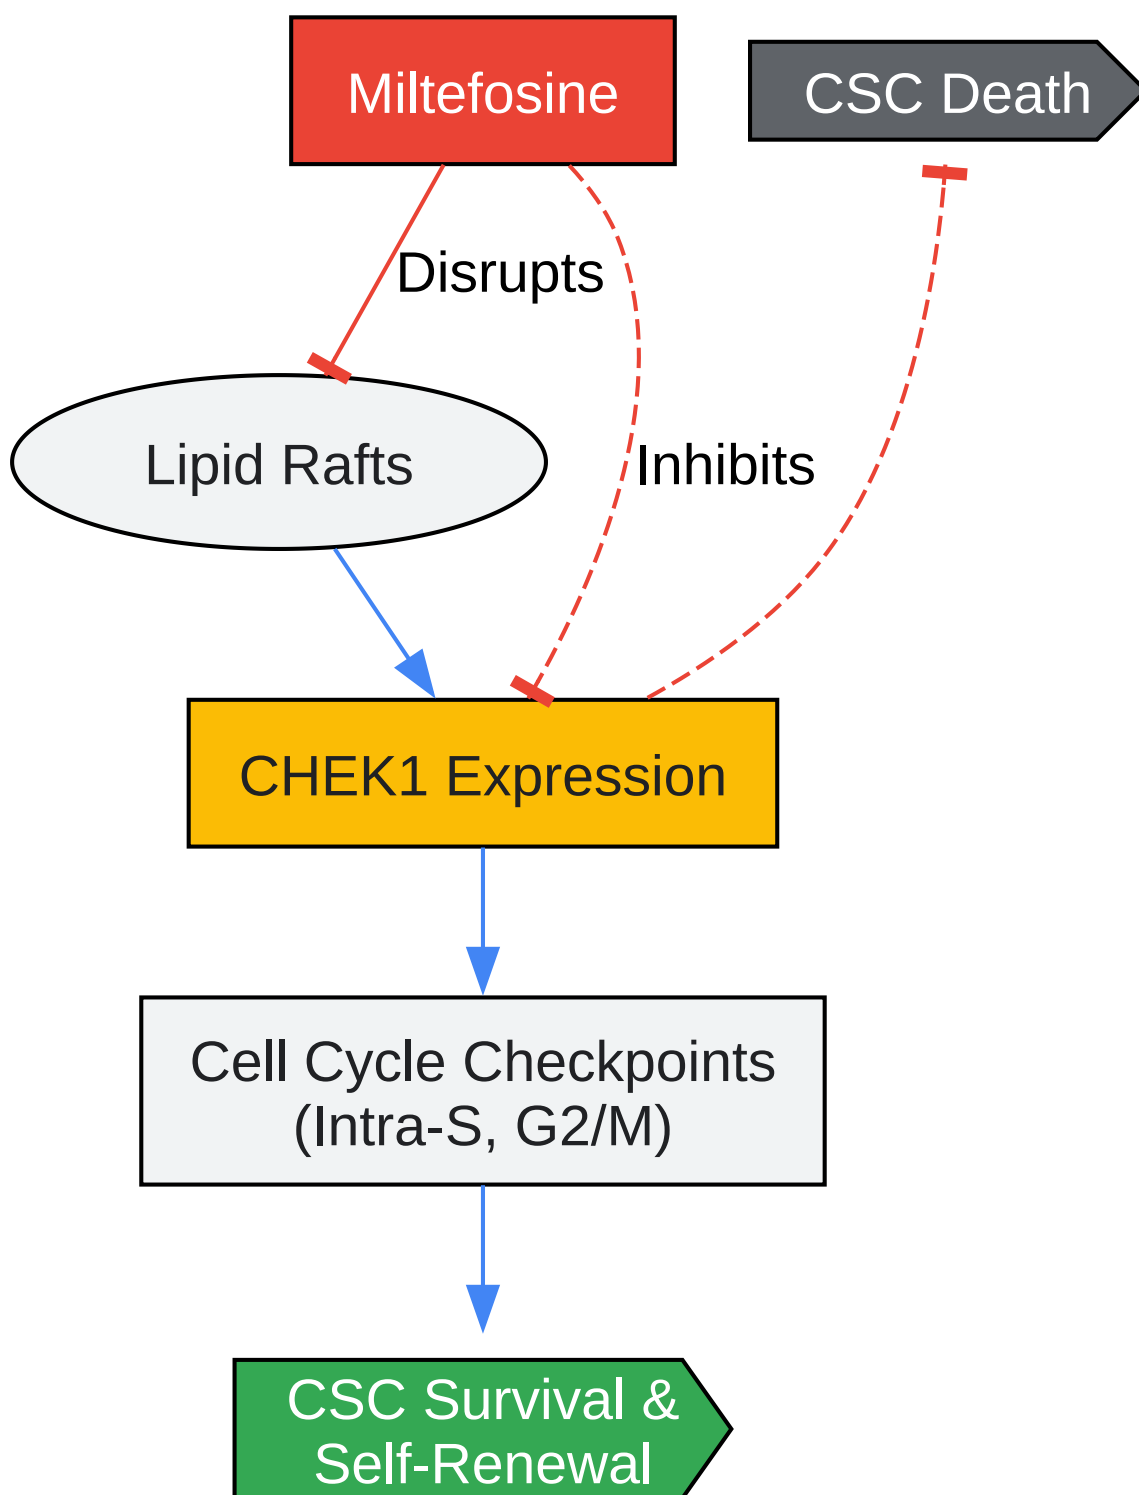 Miltefosine
CSC Death
Disrupts
Lipid Rafts
Inhibits
CHEK1 Expression
Cell Cycle Checkpoints
(Intra-S, G2/M)
CSC Survival &
Self-Renewal